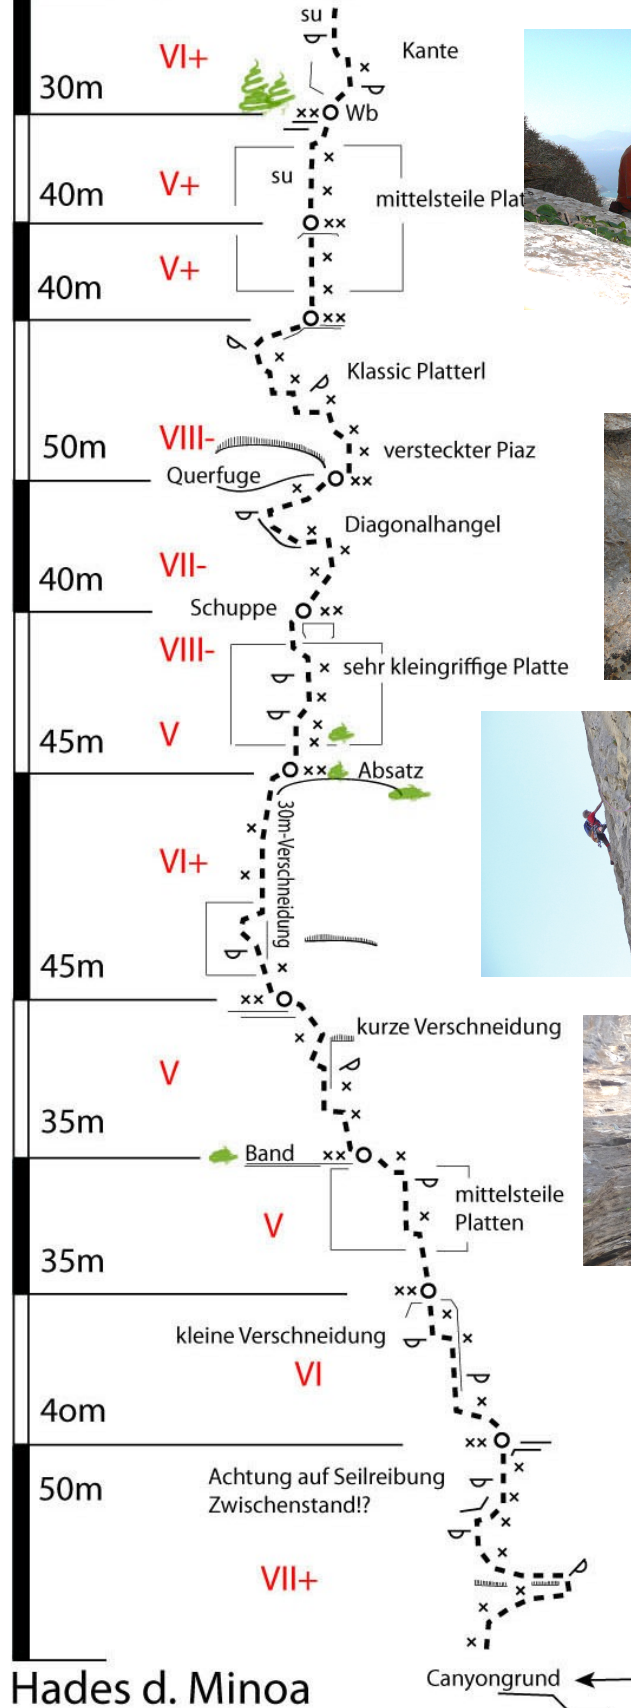 su
VI+
Kante
30m
Wb
su
V+
mittelsteile Plat
40m
V+
40m
Klassic Platterl
VIII-
50m
versteckter Piaz
Querfuge
Diagonalhangel
VII-
40m
Schuppe
VIII-
sehr kleingriffige Platte
V
45m
Absatz
30m-Verschneidung
VI+
45m
kurze Verschneidung
V
35m
Band
mittelsteile
Platten
V
35m
kleine Verschneidung
VI
4om
Achtung auf Seilreibung
Zwischenstand!?
50m
VII+
Canyongrund
Hades d. Minoa